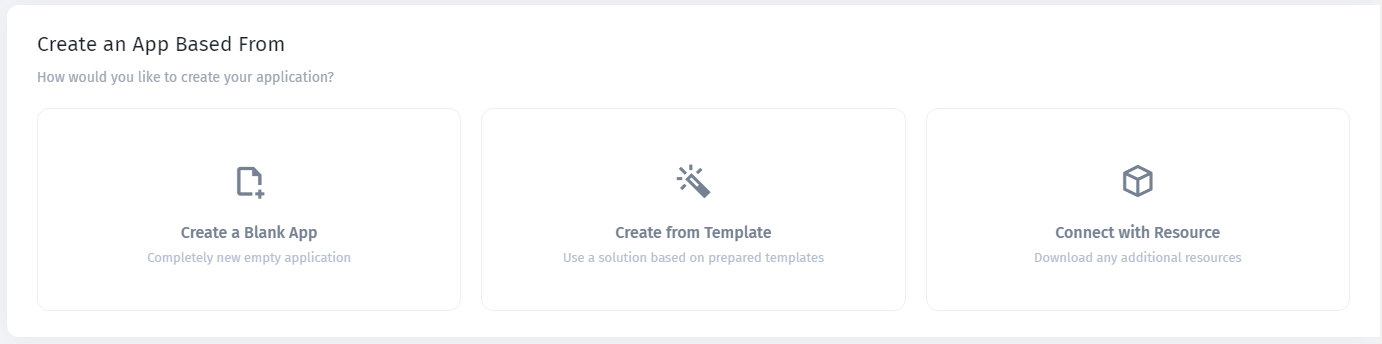 Create an App Based From
How would you like to create your application?
Create a Blank App
Completely new empty application
Create from Template
Use a solution based on prepared templates
Connect with Resource
Download any additional resources